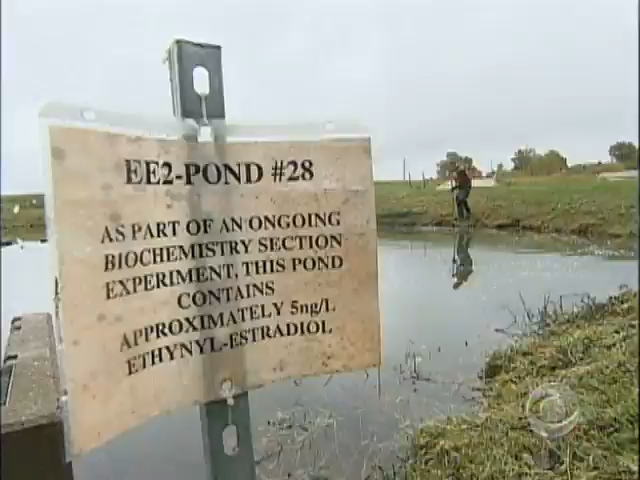 EE2-POND #28
AS PART OF AN ONGOING
BIOCHEMISTRY SECTION
EXPERIMENT, THIS POND
CONTAINS
APPROXIMATELY 5ng/L
ETHYNYL-ESTRADIOL